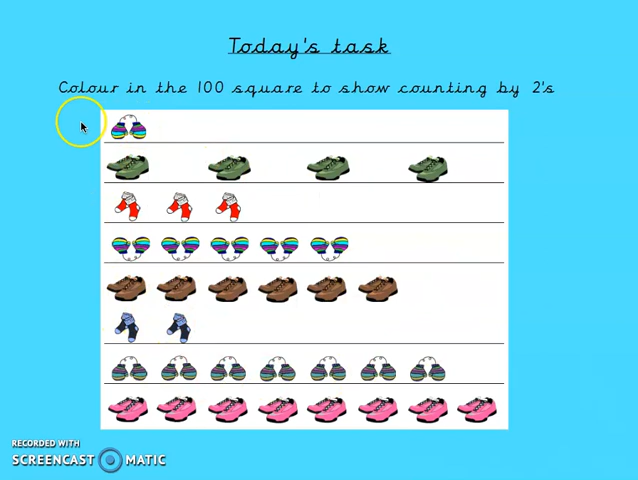 Today's task
Colour in the 100 square to show counting by 2's
RECORDED WITH
SCREENCAST MATIC